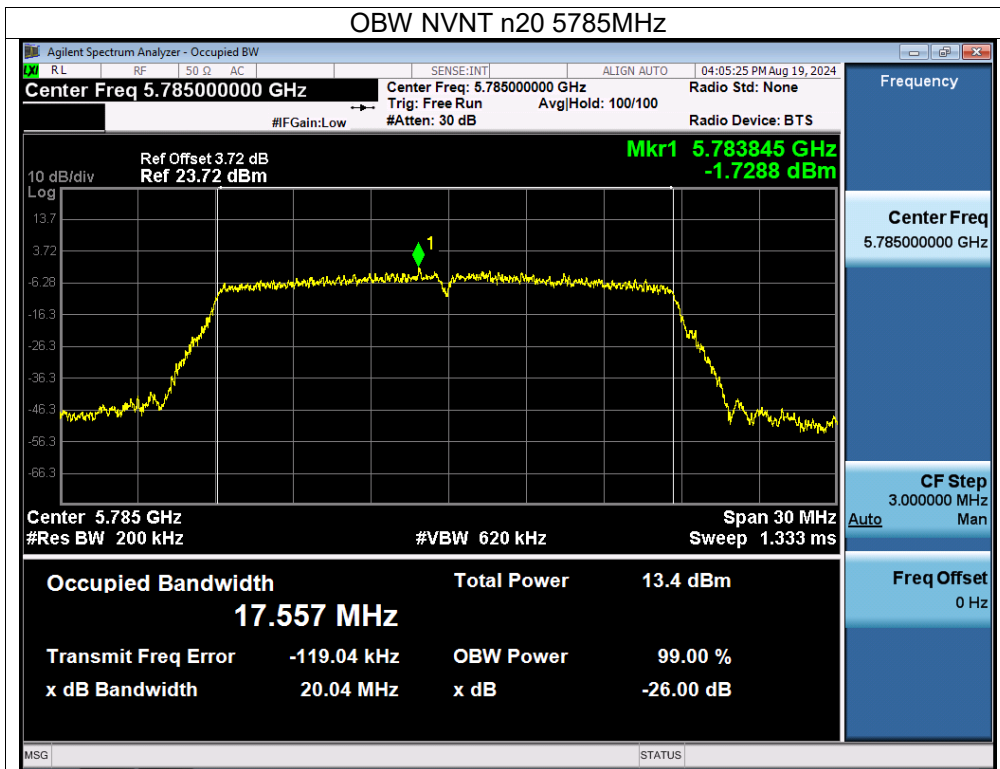 OBW NVNT n20 5785MHz
Agilent Spectrum Analyzer - Occupied BW
LXI RL RF 50 Ω AC SENSE:INT ALIGN AUTO 04:05:25 PM Aug 19, 2024
Center Freq 5.785000000 GHz
Center Freq: 5.785000000 GHz
Radio Std: None
Trig: Free Run Avg|Hold: 100/100
#IFGain:Low #Atten: 30 dB Radio Device: BTS
Frequency
Ref Offset 3.72 dB
10 dB/div Ref 23.72 dBm
Mkr1 5.783845 GHz
-1.7288 dBm
Log
13.7
3.72
-6.28
-16.3
-26.3
-36.3
-46.3
-56.3
-66.3
1
Center 5.785 GHz Span 30 MHz
#Res BW 200 kHz #VBW 620 kHz Sweep 1.333 ms
Center Freq
5.785000000 GHz
CF Step
3.000000 MHz
Auto Man
Freq Offset
0 Hz
Occupied Bandwidth Total Power 13.4 dBm
17.557 MHz
Transmit Freq Error -119.04 kHz OBW Power 99.00 %
x dB Bandwidth 20.04 MHz x dB -26.00 dB
MSG STATUS